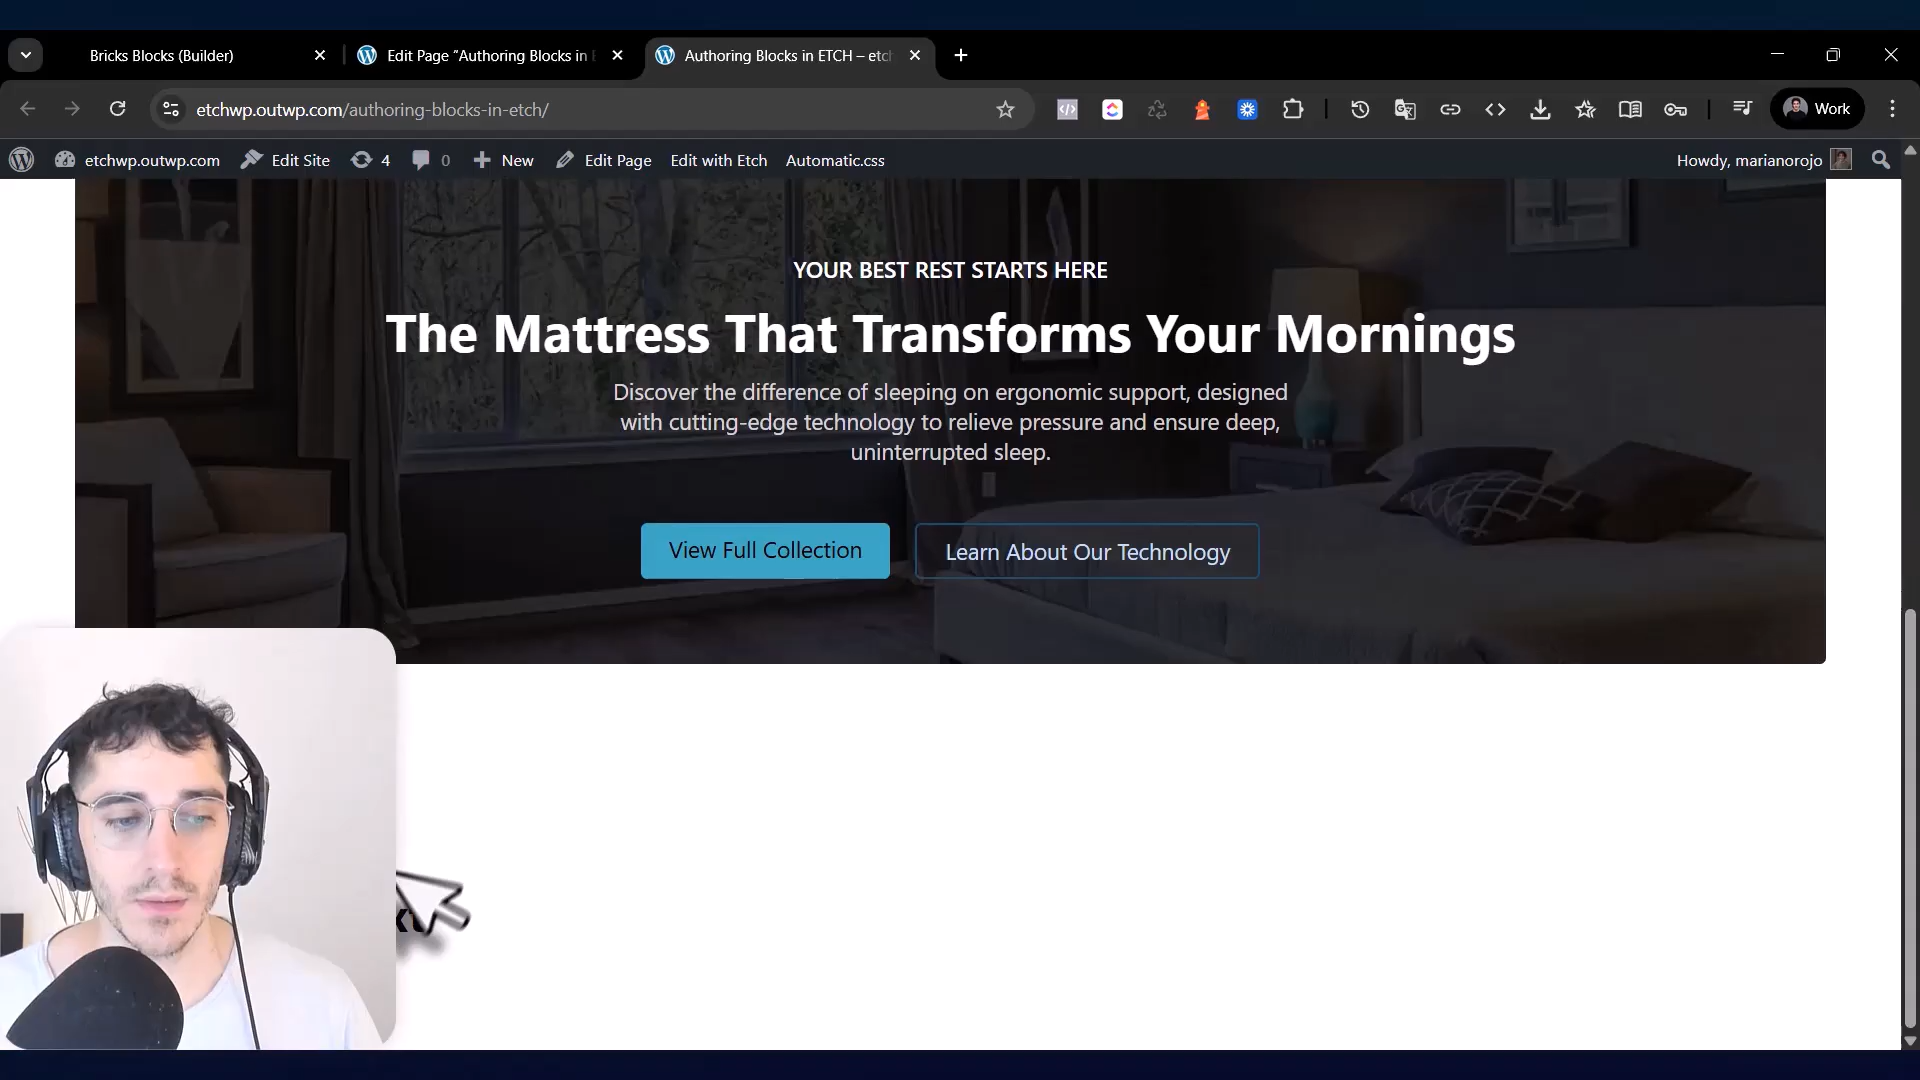 Bricks Blocks (Builder)
Edit Page “Authoring Blocks in
Authoring Blocks in ETCH – etc
etchwp.outwp.com/authoring-blocks-in-etch/
Work
etchwp.outwp.com
Edit Site
4
0
New
Edit Page
Edit with Etch
Automatic.css
Howdy, marianorojo
YOUR BEST REST STARTS HERE
The Mattress That Transforms Your Mornings
Discover the difference of sleeping on ergonomic support, designed
with cutting-edge technology to relieve pressure and ensure deep,
uninterrupted sleep.
View Full Collection
Learn About Our Technology